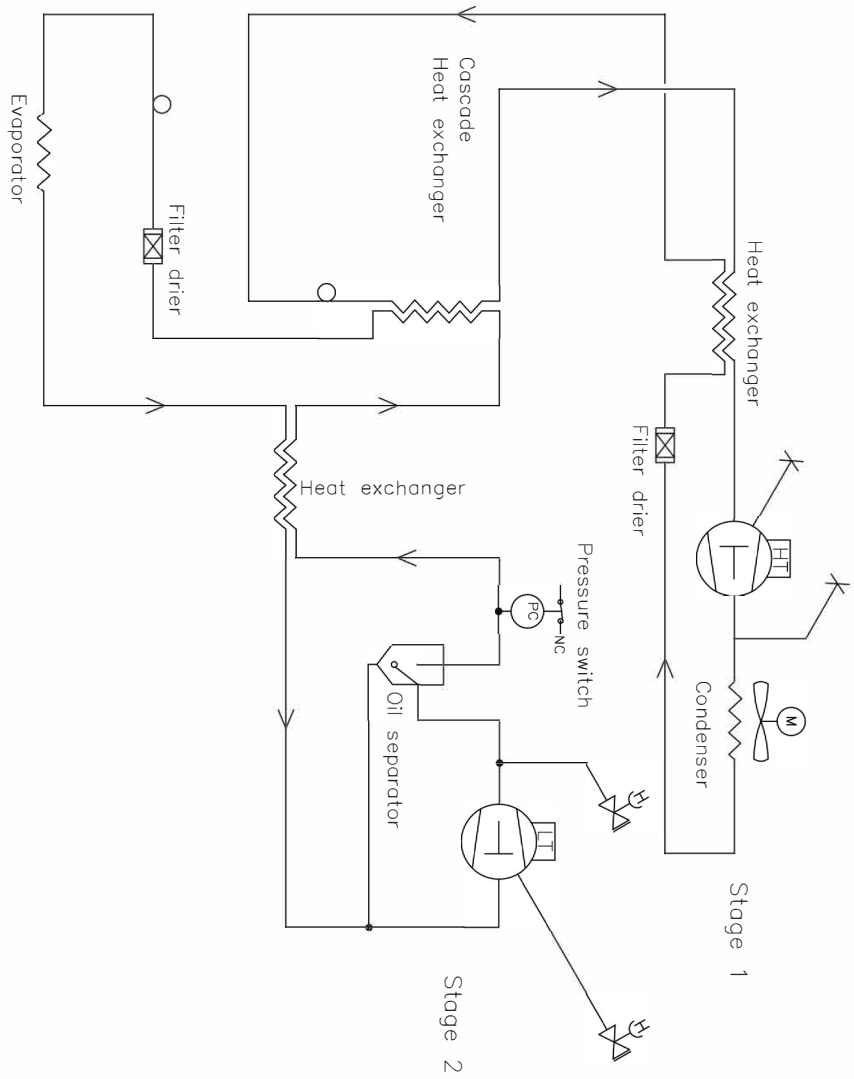 Stage 1
HT
M
Condenser
Heat exchanger
Filter drier
Cascade
Heat exchanger
Pressure switch
PC
NC
Oil separator
LT
H
H
Stage 2
Heat exchanger
Filter drier
Evaporator